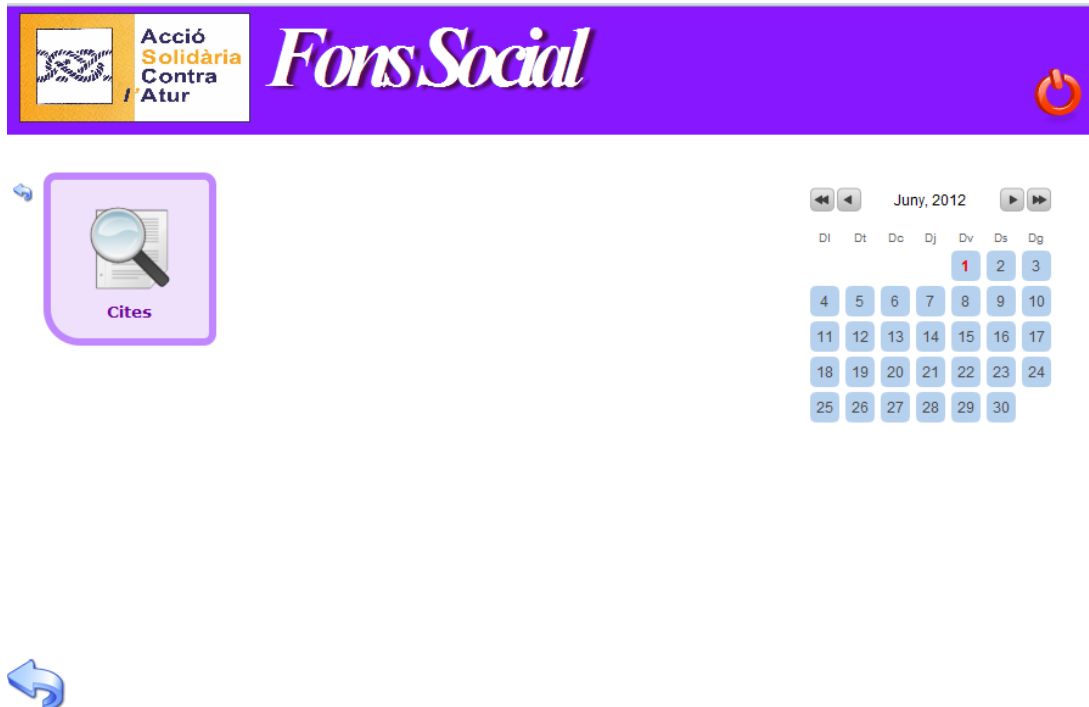 Acció
Solidària
Contra
l'Atur
Fons Social
Cites
Juny, 2012
Dl Dt Dc Dj Dv Ds Dg
1 2 3
4 5 6 7 8 9 10
11 12 13 14 15 16 17
18 19 20 21 22 23 24
25 26 27 28 29 30